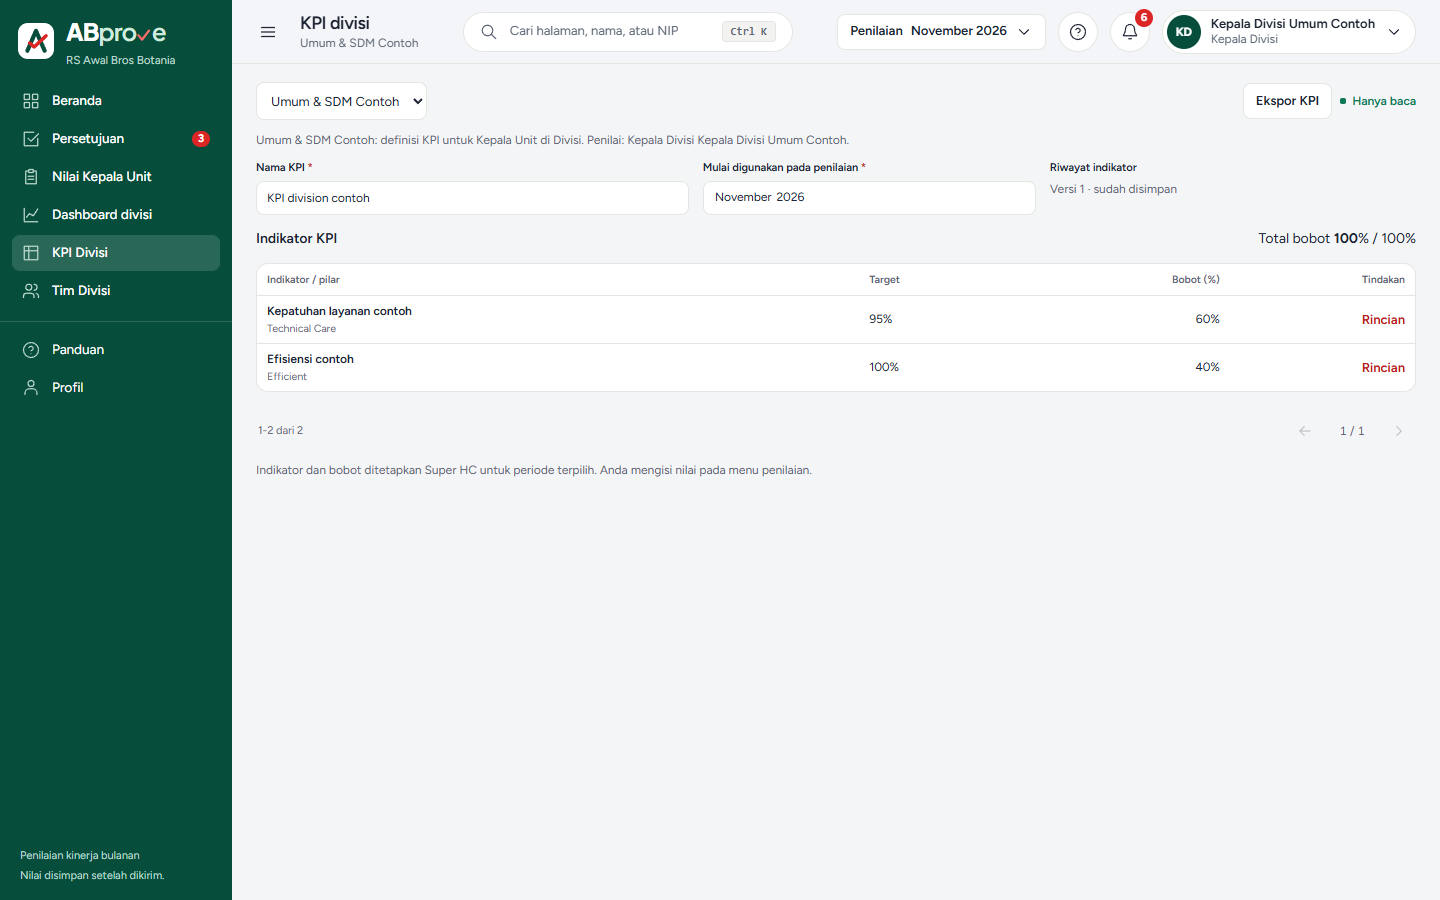 ABprove
RS Awal Bros Botania
Beranda
Persetujuan 3
Nilai Kepala Unit
Dashboard divisi
KPI Divisi
Tim Divisi
Panduan
Profil
Penilaian kinerja bulanan
Nilai disimpan setelah dikirim.
KPI divisi
Umum & SDM Contoh
Cari halaman, nama, atau NIP Ctrl K
Penilaian November 2026
6
KD
Kepala Divisi Umum Contoh
Kepala Divisi
Umum & SDM Contoh
Ekspor KPI
Hanya baca
Umum & SDM Contoh: definisi KPI untuk Kepala Unit di Divisi. Penilai: Kepala Divisi Kepala Divisi Umum Contoh.
Nama KPI * Mulai digunakan pada penilaian * Riwayat indikator
KPI division contoh November 2026 Versi 1 · sudah disimpan
Indikator KPI Total bobot 100% / 100%
Indikator / pilar Target Bobot (%) Tindakan
Kepatuhan layanan contoh
Technical Care 95% 60% Rincian
Efisiensi contoh
Efficient 100% 40% Rincian
1-2 dari 2 1 / 1
Indikator dan bobot ditetapkan Super HC untuk periode terpilih. Anda mengisi nilai pada menu penilaian.